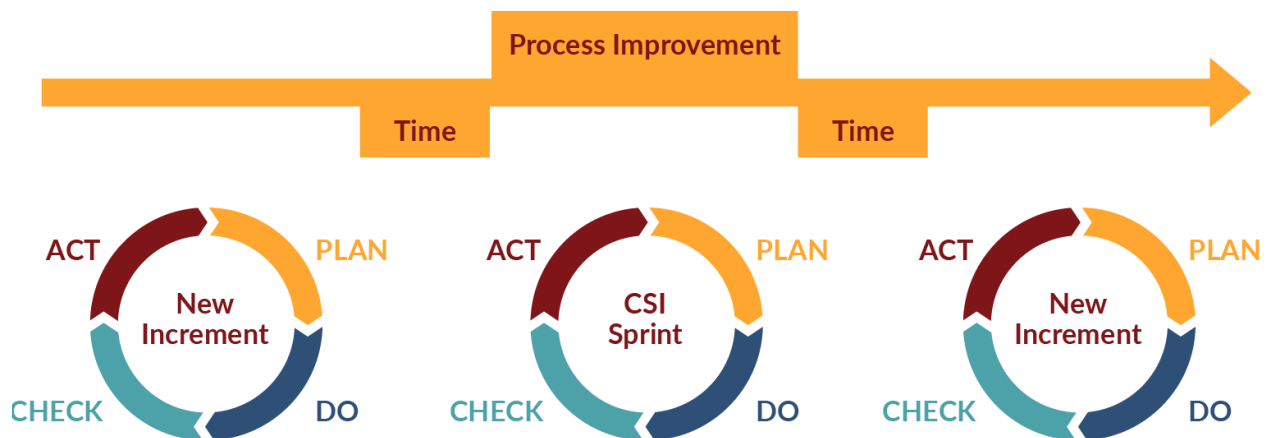 Process Improvement
Time
Time
ACT
PLAN
New
Increment
CHECK
DO
ACT
PLAN
CSI
Sprint
CHECK
DO
ACT
PLAN
New
Increment
CHECK
DO